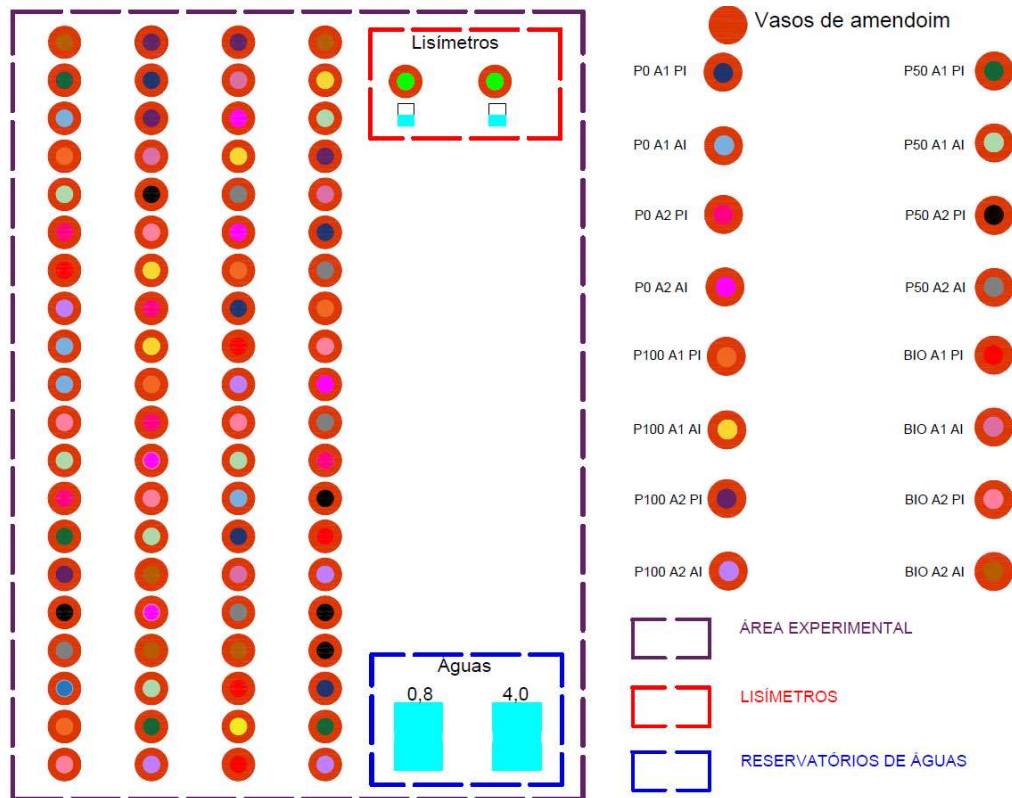 Lisímetros
Águas
0,8
4,0
Vasos de amendoim
P0 A1 PI
P50 A1 PI
P0 A1 AI
P50 A1 AI
P0 A2 PI
P50 A2 PI
P0 A2 AI
P50 A2 AI
P100 A1 PI
BIO A1 PI
P100 A1 AI
BIO A1 AI
P100 A2 PI
BIO A2 PI
P100 A2 AI
BIO A2 AI
ÁREA EXPERIMENTAL
LISÍMETROS
RESERVATÓRIOS DE ÁGUAS